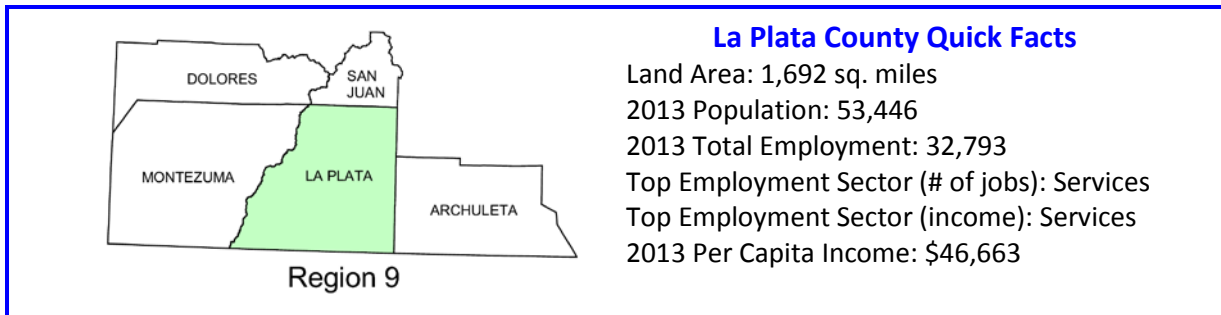 DOLORES
SAN
JUAN
MONTEZUMA
LA PLATA
ARCHULETA
Region 9
La Plata County Quick Facts
Land Area: 1,692 sq. miles
2013 Population: 53,446
2013 Total Employment: 32,793
Top Employment Sector (# of jobs): Services
Top Employment Sector (income): Services
2013 Per Capita Income: $46,663